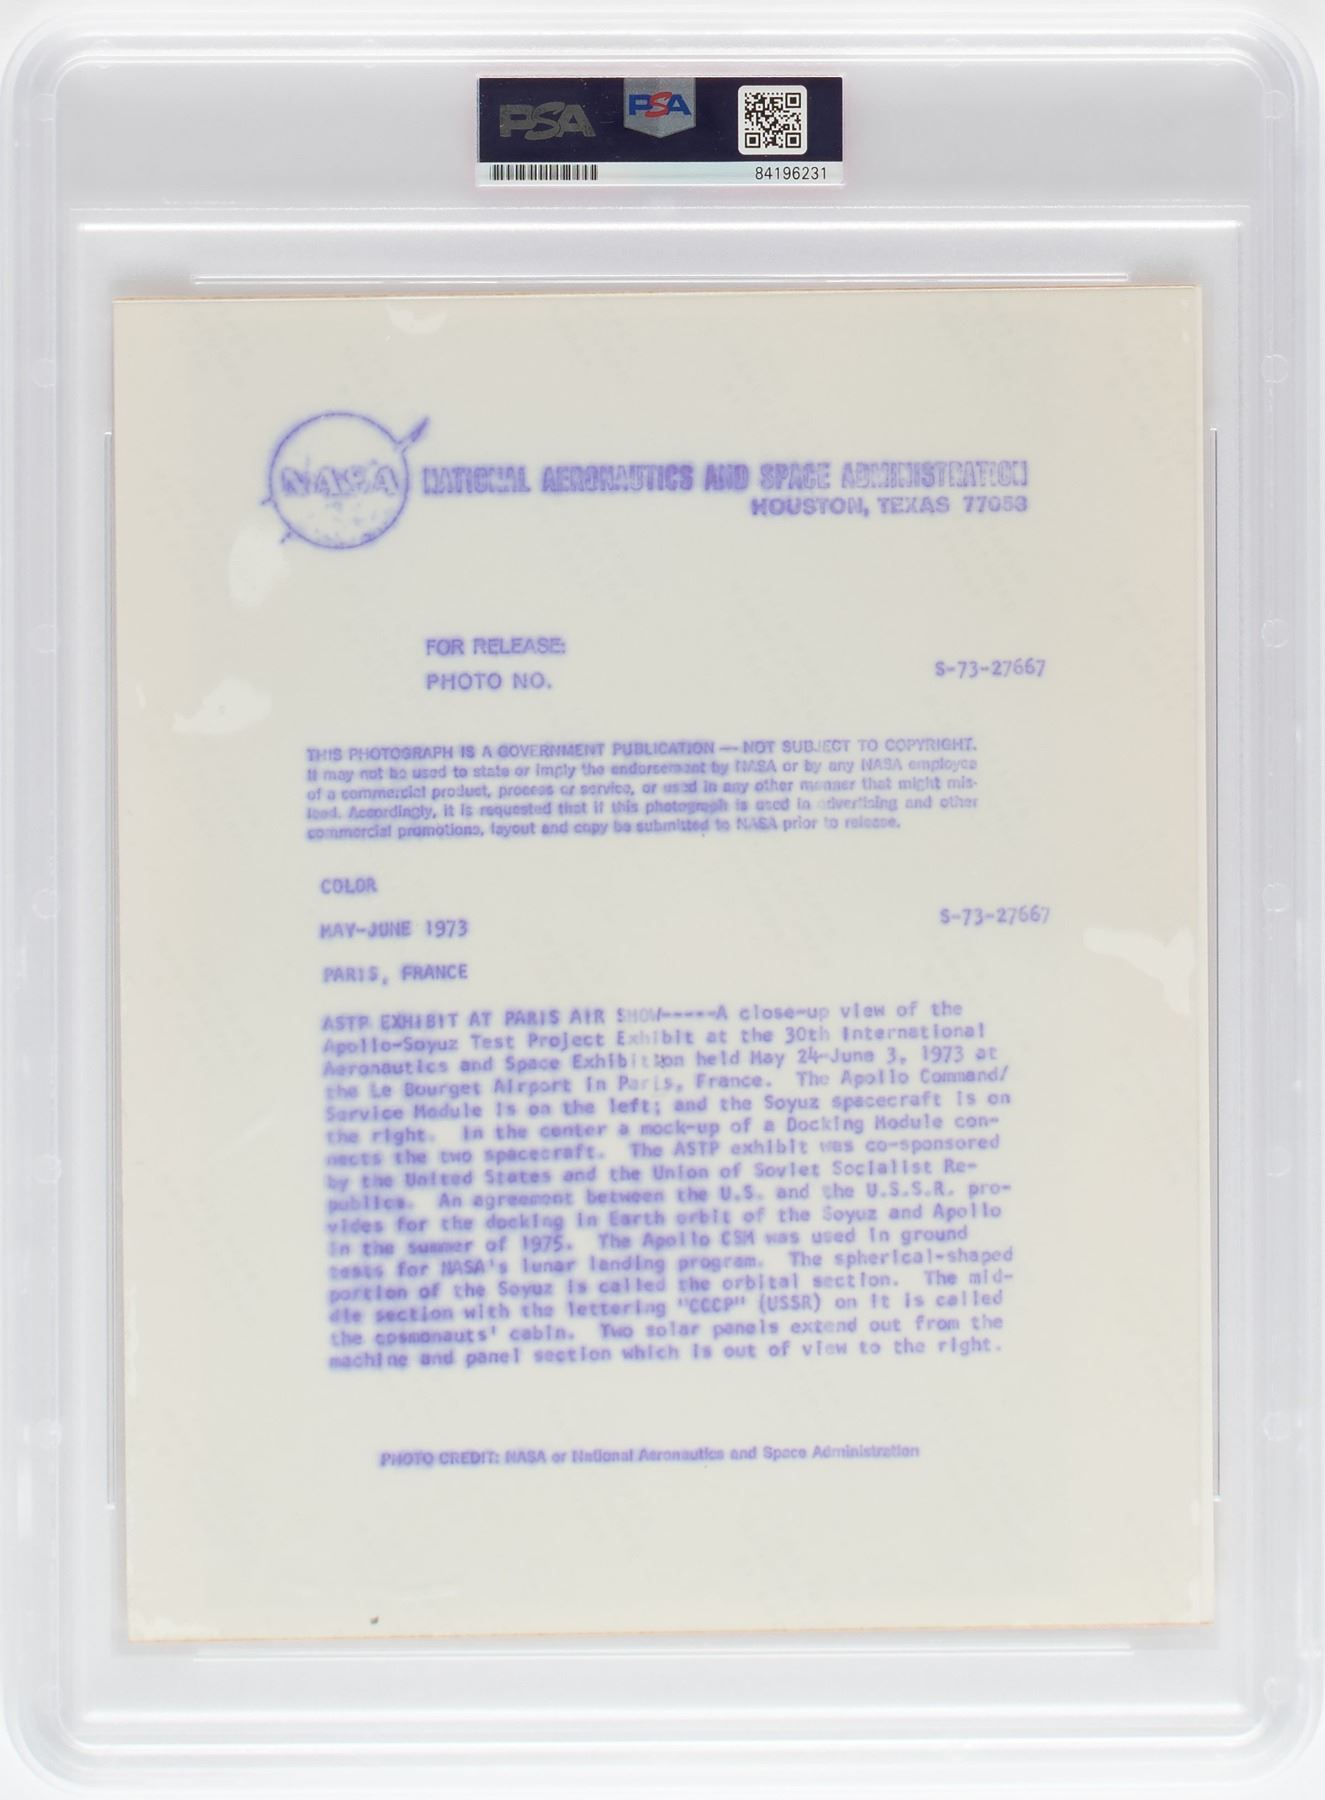 PSA
PSA
84196231
NASA
NATIONAL AERONAUTICS AND SPACE ADMINISTRATION
HOUSTON, TEXAS 77058
FOR RELEASE:
PHOTO NO.
S-73-27667
THIS PHOTOGRAPH IS A GOVERNMENT PUBLICATION — NOT SUBJECT TO COPYRIGHT.
It may not be used to state or imply the endorsement by NASA or by any NASA employee
of a commercial product, process or service, or used in any other manner that might mis-
lead. Accordingly, it is requested that if this photograph is used in advertising and other
commercial promotions, layout and copy be submitted to NASA prior to release.
COLOR
MAY-JUNE 1973
S-73-27667
PARIS, FRANCE
ASTP EXHIBIT AT PARIS AIR SHOW-----A close-up view of the
Apollo-Soyuz Test Project Exhibit at the 30th International
Aeronautics and Space Exhibition held May 24-June 3, 1973 at
the Le Bourget Airport in Paris, France. The Apollo Command/
Service Module is on the left; and the Soyuz spacecraft is on
the right. In the center a mock-up of a Docking Module con-
nects the two spacecraft. The ASTP exhibit was co-sponsored
by the United States and the Union of Soviet Socialist Re-
publics. An agreement between the U.S. and the U.S.S.R. pro-
vides for the docking in Earth orbit of the Soyuz and Apollo
in the summer of 1975. The Apollo CSM was used in ground
tests for NASA's lunar landing program. The spherical-shaped
portion of the Soyuz is called the orbital section. The mid-
dle section with the lettering "CCCP" (USSR) on it is called
the cosmonauts' cabin. Two solar panels extend out from the
machine and panel section which is out of view to the right.
PHOTO CREDIT: NASA or National Aeronautics and Space Administration